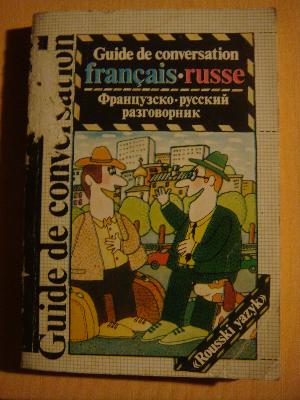 Guide de conversation
Guide de conversation
français·russe
Французско-русский
разговорник
«Rousski yazyk»